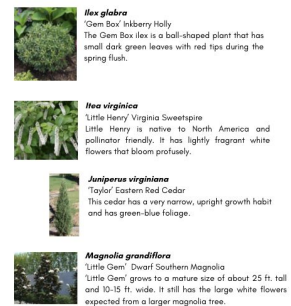 Ilex glabra
'Gem Box' Inkberry Holly
The Gem Box ilex is a ball-shaped plant that has
small dark green leaves with red tips during the
spring flush.
Itea virginica
'Little Henry' Virginia Sweetspire
Little Henry is native to North America and
pollinator friendly. It has lightly fragrant white
flowers that bloom profusely.
Juniperus virginiana
'Taylor' Eastern Red Cedar
This cedar has a very narrow, upright growth habit
and has green-blue foliage.
Magnolia grandiflora
'Little Gem' Dwarf Southern Magnolia
'Little Gem' grows to a mature size of about 25 ft. tall
and 10-15 ft. wide. It still has the large white flowers
expected from a larger magnolia tree.